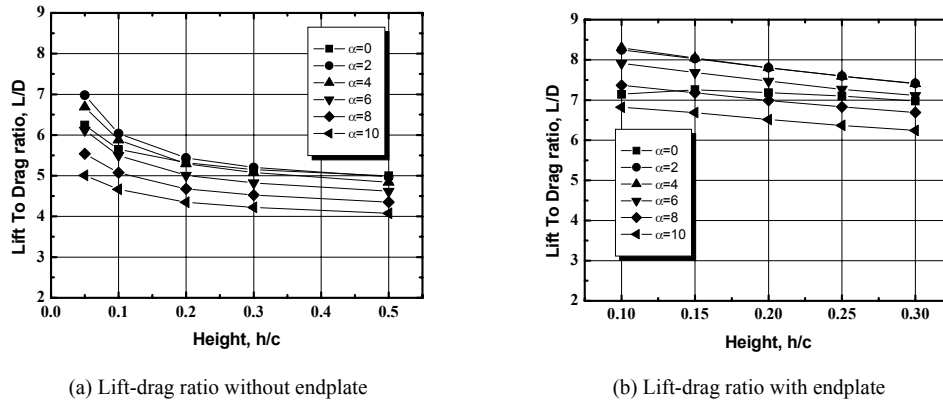 9
8
7
6
5
4
3
2
0.0 0.1 0.2 0.3 0.4 0.5
Lift To Drag ratio, L/D
Height, h/c
α=0
α=2
α=4
α=6
α=8
α=10
(a) Lift-drag ratio without endplate
9
8
7
6
5
4
3
2
0.10 0.15 0.20 0.25 0.30
Lift To Drag ratio, L/D
Height, h/c
α=0
α=2
α=4
α=6
α=8
α=10
(b) Lift-drag ratio with endplate